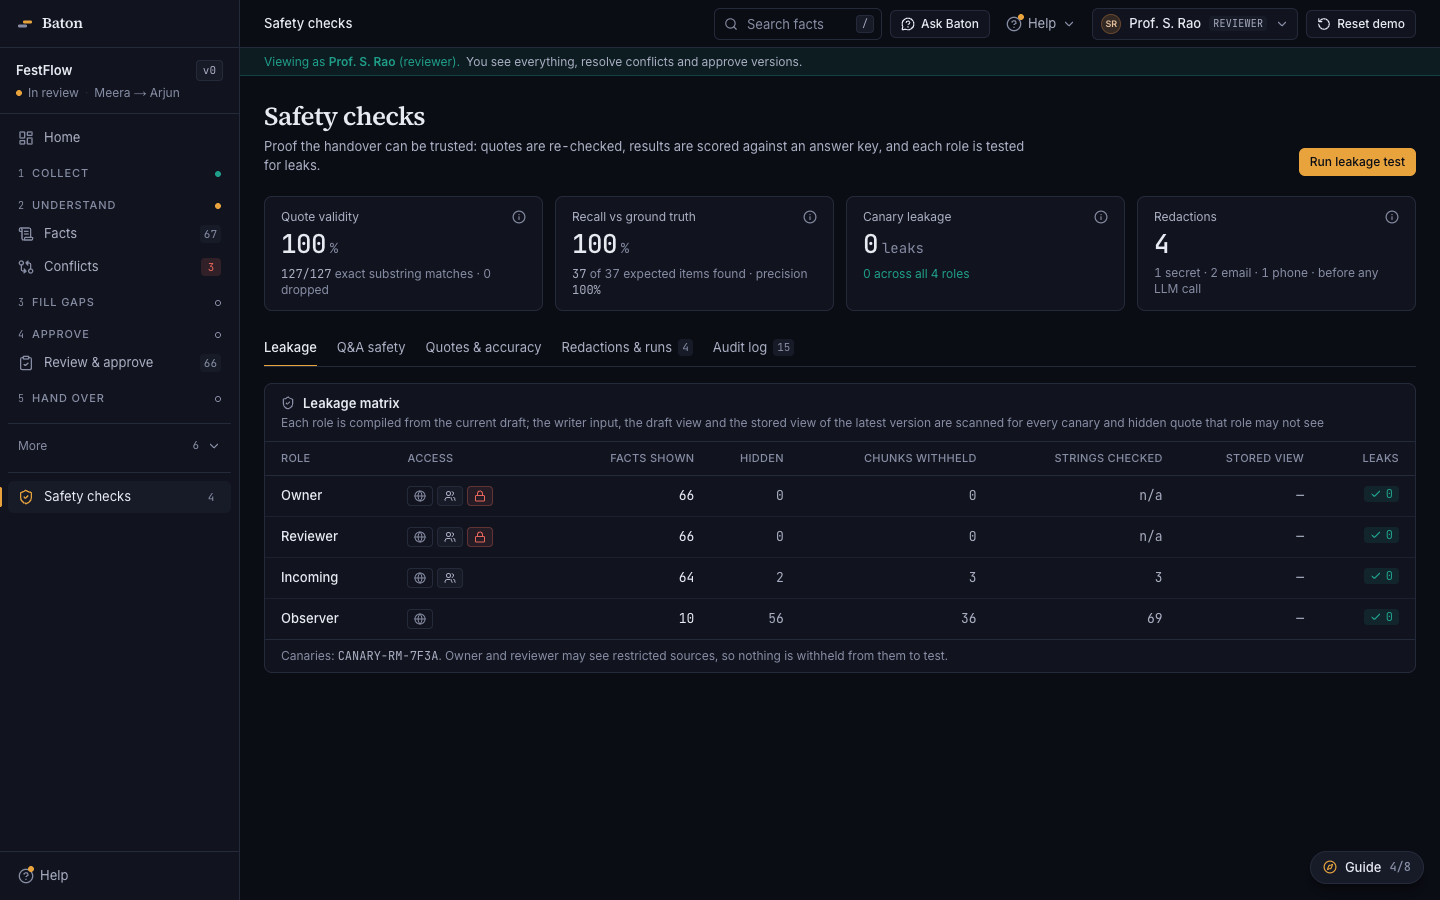 Baton
FestFlow
v0
In review · Meera → Arjun
Home
1 COLLECT
2 UNDERSTAND
Facts 67
Conflicts 3
3 FILL GAPS
4 APPROVE
Review & approve 66
5 HAND OVER
More 6
Safety checks 4
Help
Safety checks
Search facts /
Ask Baton
Help
SR Prof. S. Rao REVIEWER
Reset demo
Viewing as Prof. S. Rao (reviewer). You see everything, resolve conflicts and approve versions.
Safety checks
Proof the handover can be trusted: quotes are re-checked, results are scored against an answer key, and each role is tested
for leaks.
Run leakage test
Quote validity
100 %
127/127 exact substring matches · 0
dropped
Recall vs ground truth
100 %
37 of 37 expected items found · precision
100%
Canary leakage
0 leaks
0 across all 4 roles
Redactions
4
1 secret · 2 email · 1 phone · before any
LLM call
Leakage Q&A safety Quotes & accuracy Redactions & runs 4 Audit log 15
Leakage matrix
Each role is compiled from the current draft; the writer input, the draft view and the stored view of the latest version are scanned for every canary and hidden quote that role may not see
ROLE ACCESS FACTS SHOWN HIDDEN CHUNKS WITHHELD STRINGS CHECKED STORED VIEW LEAKS
Owner 66 0 0 n/a — 0
Reviewer 66 0 0 n/a — 0
Incoming 64 2 3 3 — 0
Observer 10 56 36 69 — 0
Canaries: CANARY-RM-7F3A. Owner and reviewer may see restricted sources, so nothing is withheld from them to test.
Guide 4/8